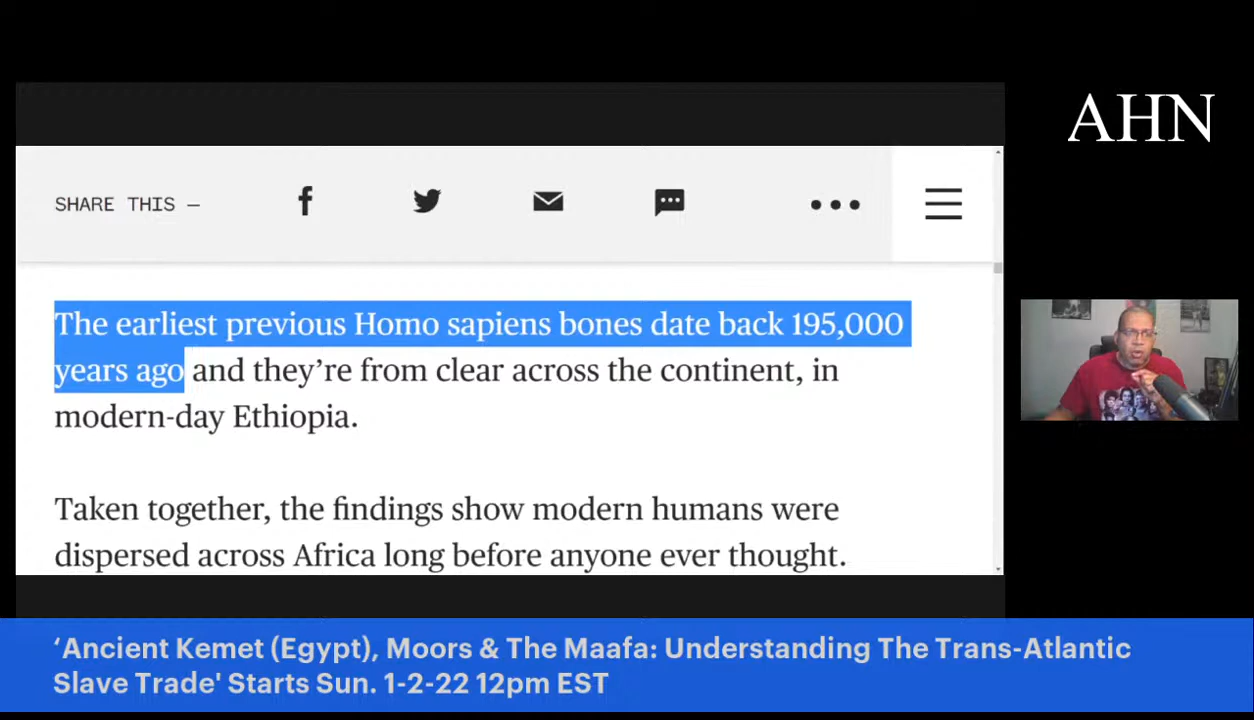 AHN
SHARE THIS —
The earliest previous Homo sapiens bones date back 195,000
years ago and they’re from clear across the continent, in
modern-day Ethiopia.
Taken together, the findings show modern humans were
dispersed across Africa long before anyone ever thought.
‘Ancient Kemet (Egypt), Moors & The Maafa: Understanding The Trans-Atlantic
Slave Trade' Starts Sun. 1-2-22 12pm EST